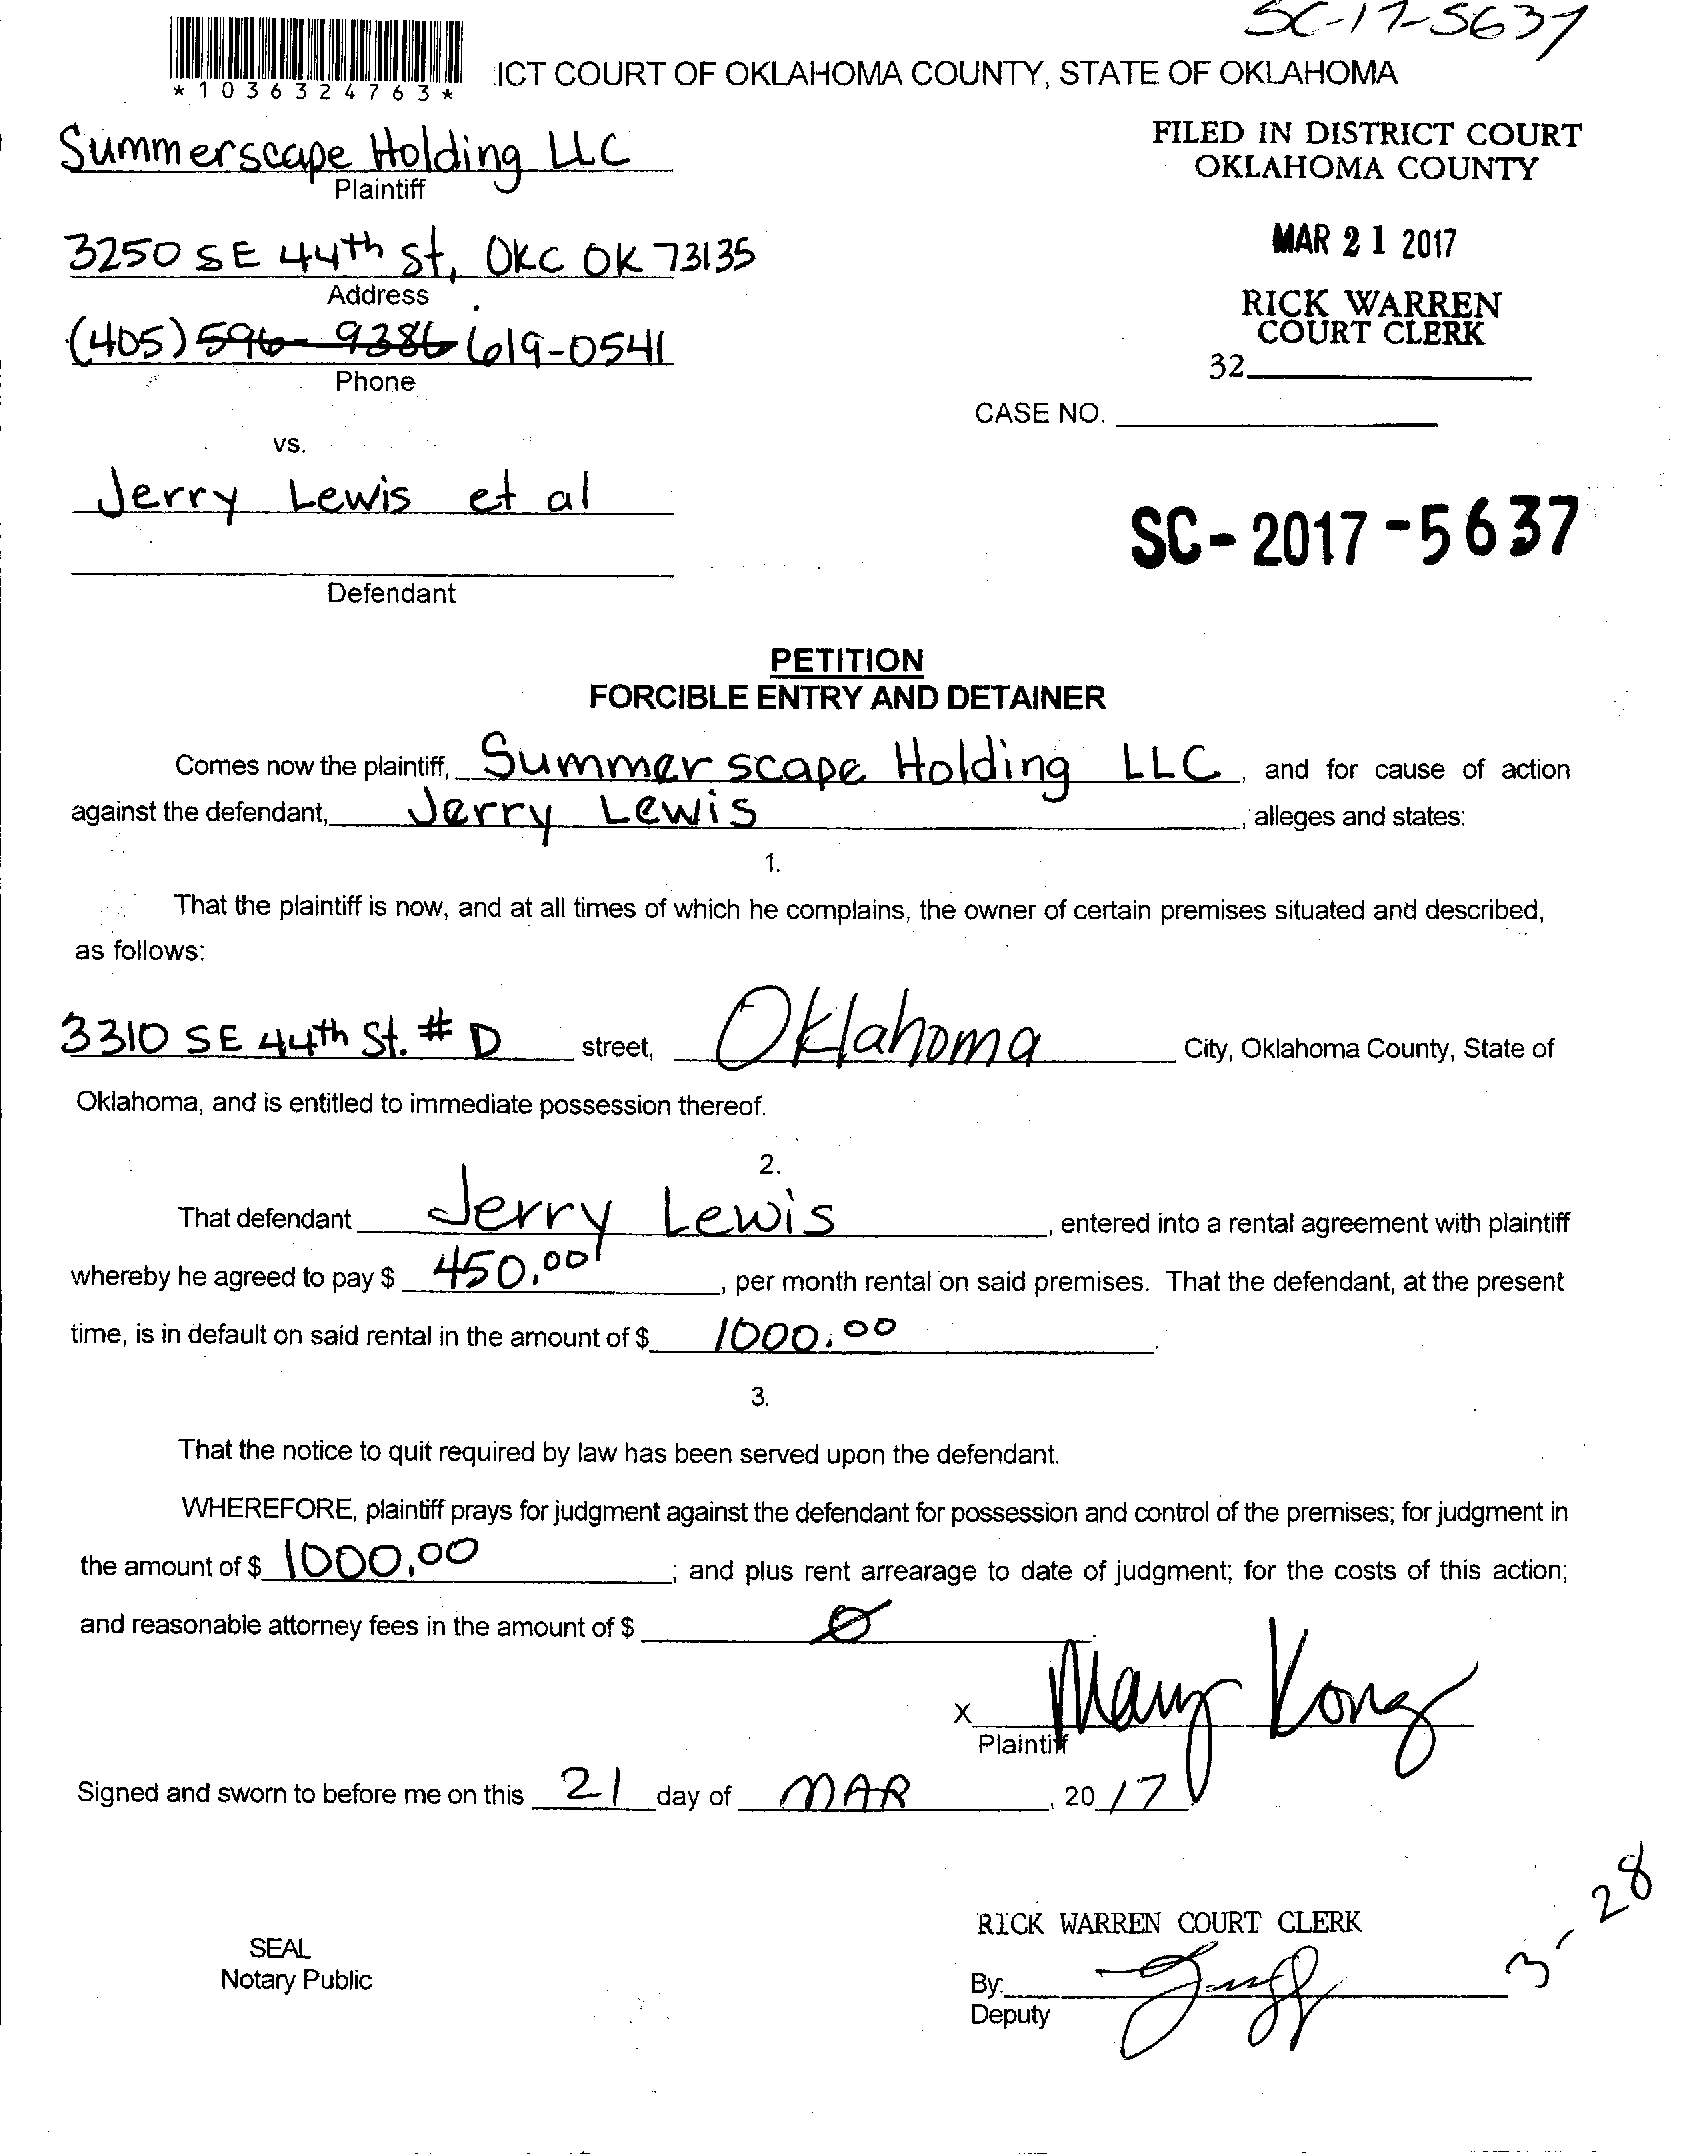 SC-17-5637
*1036324763*
ICT COURT OF OKLAHOMA COUNTY, STATE OF OKLAHOMA
Summerscape Holding LLC
Plaintiff
FILED IN DISTRICT COURT
OKLAHOMA COUNTY
3250 SE 44th St, OKC OK 73135
Address
MAR 21 2017
(405) 596-9386 619-0541
Phone
RICK WARREN
COURT CLERK
32
CASE NO.
vs.
Jerry Lewis et al
Defendant
SC-2017-5637
PETITION
FORCIBLE ENTRY AND DETAINER
Comes now the plaintiff, Summerscape Holding LLC, and for cause of action
against the defendant, Jerry Lewis, alleges and states:
1.
That the plaintiff is now, and at all times of which he complains, the owner of certain premises situated and described,
as follows:
3310 SE 44th St. # D street, Oklahoma City, Oklahoma County, State of
Oklahoma, and is entitled to immediate possession thereof.
2.
That defendant Jerry Lewis, entered into a rental agreement with plaintiff
whereby he agreed to pay $ 450.00, per month rental on said premises. That the defendant, at the present
time, is in default on said rental in the amount of $ 1000.00.
3.
That the notice to quit required by law has been served upon the defendant.
WHEREFORE, plaintiff prays for judgment against the defendant for possession and control of the premises; for judgment in
the amount of $ 1000.00; and plus rent arrearage to date of judgment; for the costs of this action;
and reasonable attorney fees in the amount of $ Ø
X Mary Kong
Plaintiff
Signed and sworn to before me on this 21 day of MAR, 2017
3-28
RICK WARREN COURT CLERK
SEAL
Notary Public
By:
Deputy